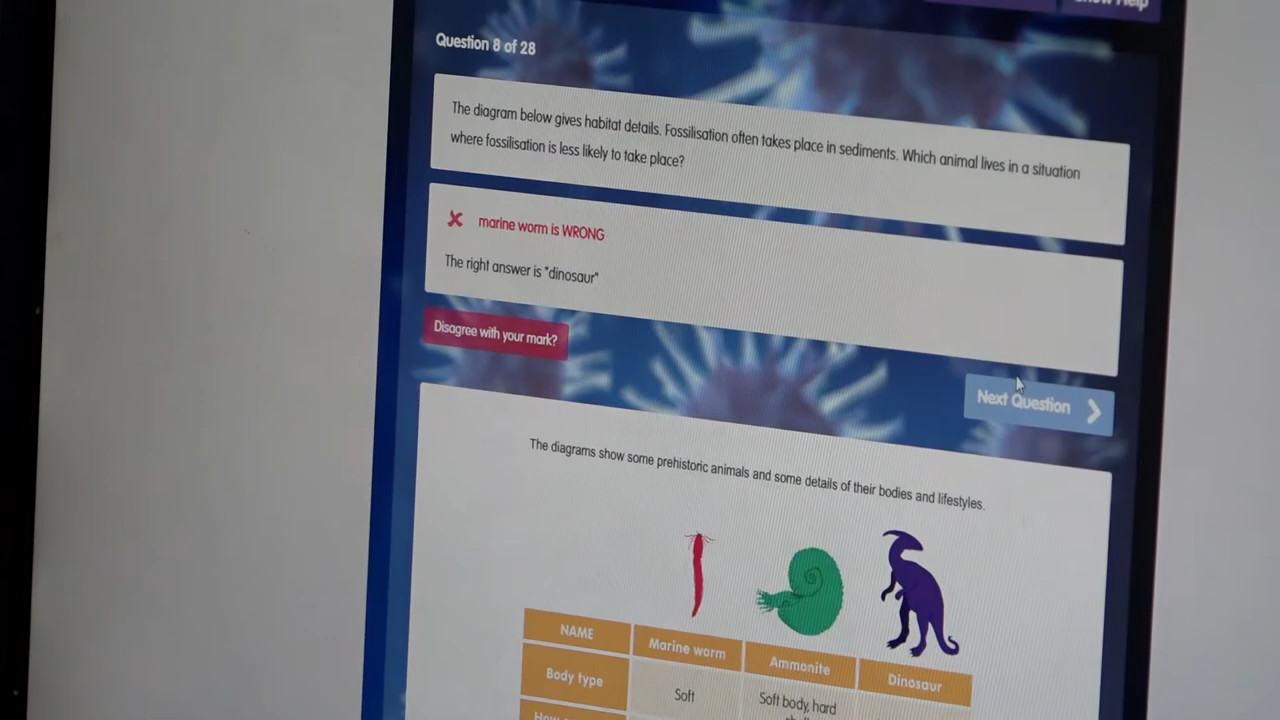 Help
Question 8 of 28
The diagram below gives habitat details. Fossilisation often takes place in sediments. Which animal lives in a situation
where fossilisation is less likely to take place?
marine worm is WRONG
The right answer is "dinosaur"
Disagree with your mark?
Next Question
The diagrams show some prehistoric animals and some details of their bodies and lifestyles.
NAME Marine worm Ammonite Dinosaur
Body type Soft Soft body, hard